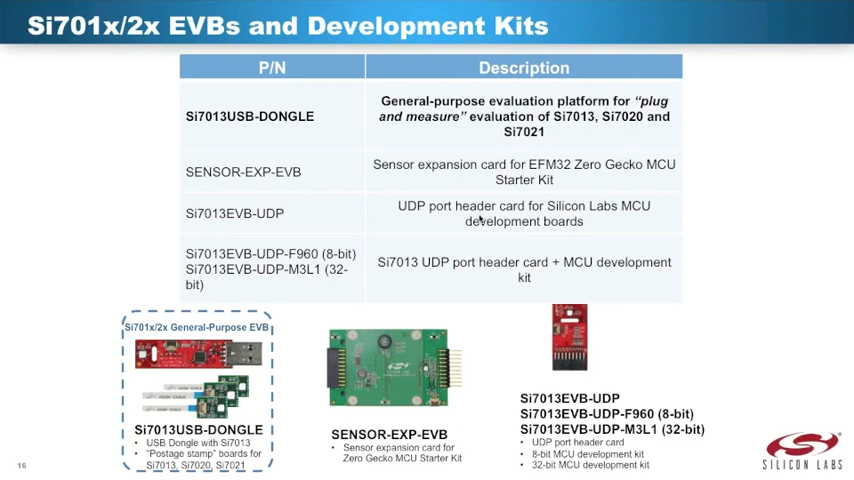 Si701x/2x EVBs and Development Kits
P/N
Description
Si7013USB-DONGLE
General-purpose evaluation platform for “plug
and measure” evaluation of Si7013, Si7020 and
Si7021
SENSOR-EXP-EVB
Sensor expansion card for EFM32 Zero Gecko MCU
Starter Kit
Si7013EVB-UDP
UDP port header card for Silicon Labs MCU
development boards
Si7013EVB-UDP-F960 (8-bit)
Si7013EVB-UDP-M3L1 (32-
bit)
Si7013 UDP port header card + MCU development
kit
Si701x/2x General-Purpose EVB
Si7013USB-DONGLE
• USB Dongle with Si7013
• “Postage stamp” boards for
Si7013, Si7020, Si7021
SENSOR-EXP-EVB
• Sensor expansion card for
Zero Gecko MCU Starter Kit
Si7013EVB-UDP
Si7013EVB-UDP-F960 (8-bit)
Si7013EVB-UDP-M3L1 (32-bit)
• UDP port header card
• 8-bit MCU development kit
• 32-bit MCU development kit
16
SILICON LABS